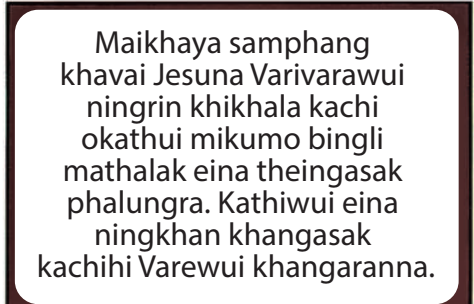 Maikhaya samphang
khavai Jesuna Varivarawui
ningrin khikhala kachi
okathui mikumo bingli
mathalak eina theingasak
phalungra. Kathiwui eina
ningkhan khangasak
kachihi Varewui khangaranna.